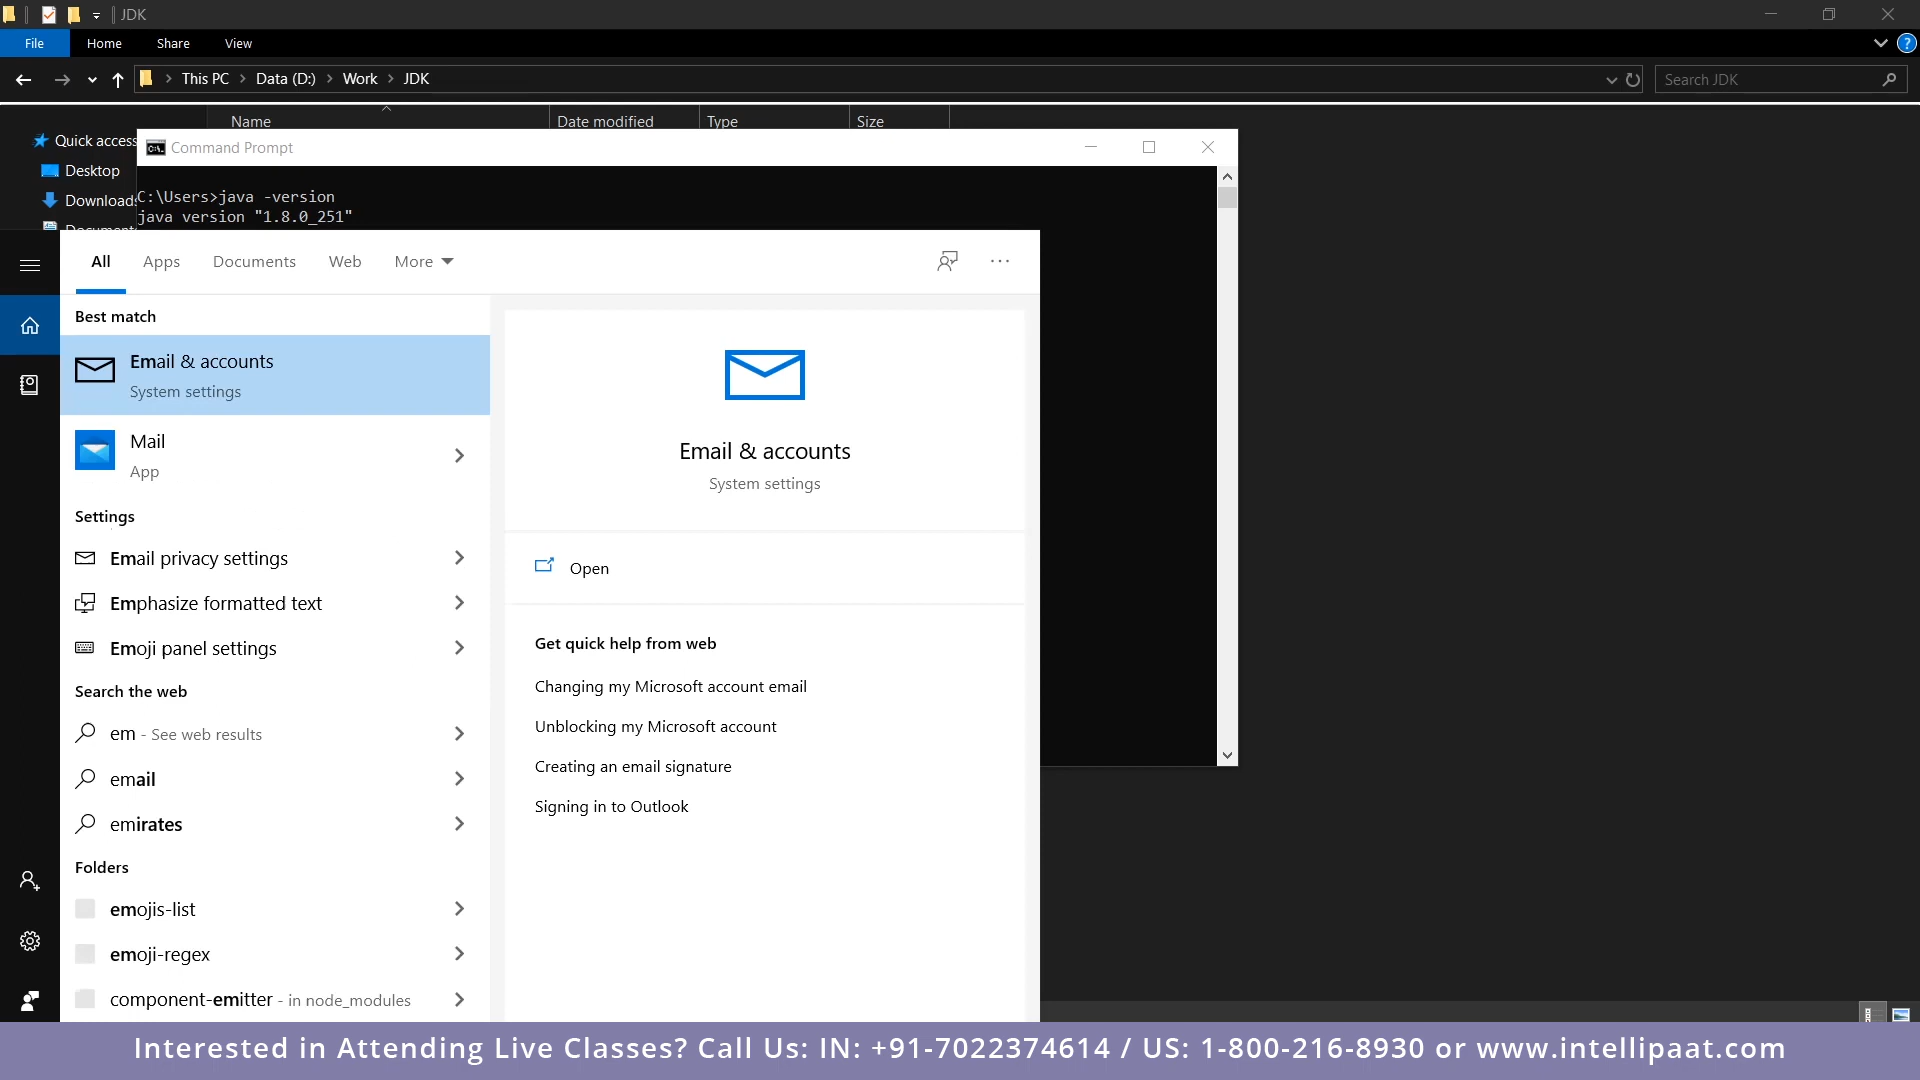 JDK
File Home Share View
This PC > Data (D:) > Work > JDK
Search JDK
Name Date modified Type Size
Quick access
Desktop
Downloads
Command Prompt
C:\Users>java -version
java version "1.8.0_251"
All Apps Documents Web More
Best match
Email & accounts
System settings
Mail
App
Settings
Email privacy settings
Emphasize formatted text
Emoji panel settings
Search the web
em - See web results
email
emirates
Folders
emojis-list
emoji-regex
component-emitter - in node_modules
Email & accounts
System settings
Open
Get quick help from web
Changing my Microsoft account email
Unblocking my Microsoft account
Creating an email signature
Signing in to Outlook
Interested in Attending Live Classes? Call Us: IN: +91-7022374614 / US: 1-800-216-8930 or www.intellipaat.com